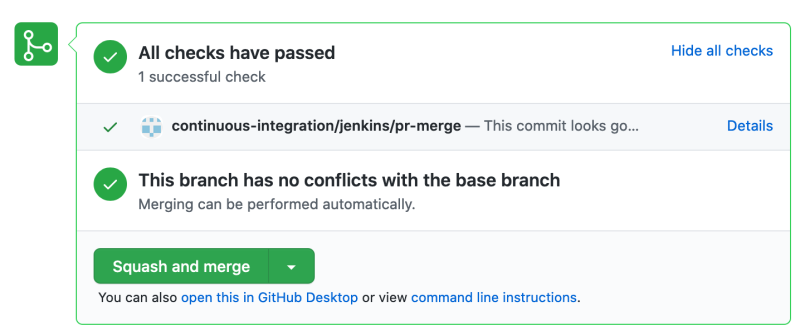 All checks have passed
Hide all checks
1 successful check
continuous-integration/jenkins/pr-merge — This commit looks go...
Details
This branch has no conflicts with the base branch
Merging can be performed automatically.
Squash and merge
You can also open this in GitHub Desktop or view command line instructions.